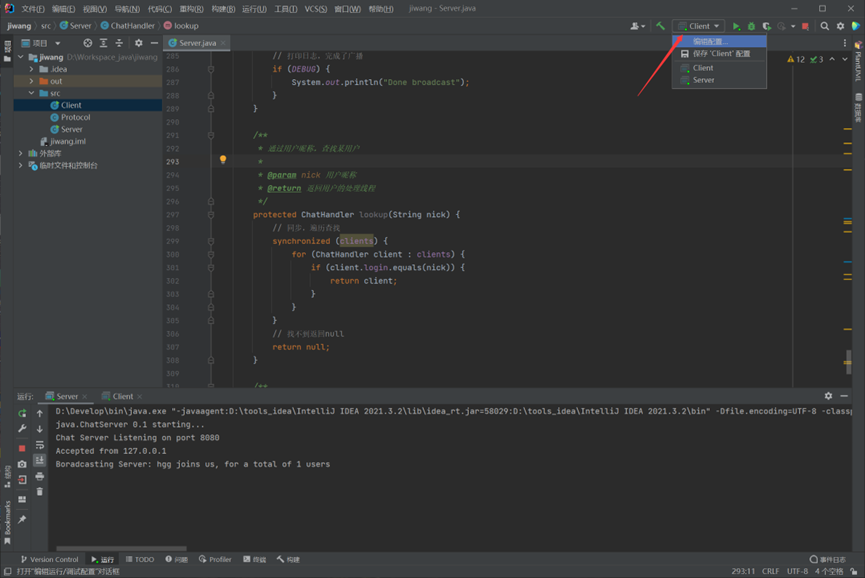 文件(F) 编辑(E) 视图(V) 导航(N) 代码(C) 重构(R) 构建(B) 运行(U) 工具(T) VCS(S) 窗口(W) 帮助(H) jiwang - Server.java
jiwang src Server ChatHandler lookup Client
编辑配置...
保存 'Client' 配置
Client
Server
项目
Server.java
12 3
jiwang D:\Workspace_java\jiwang
.idea
out
src
Client
Protocol
Server
jiwang.iml
外部库
临时文件和控制台
285 // 打印日志，完成了广播
286 if (DEBUG) {
287 System.out.println("Done broadcast");
288 }
289 }
290
291 /**
292 * 通过用户昵称，查找某用户
293 *
294 * @param nick 用户昵称
295 * @return 返回用户的处理线程
296 */
297 protected ChatHandler lookup(String nick) {
298 // 同步，遍历查找
299 synchronized (clients) {
300 for (ChatHandler client : clients) {
301 if (client.login.equals(nick)) {
302 return client;
303 }
304 }
305 }
306 // 找不到返回null
307 return null;
308 }
309
310 /**
PlantUML
数据库
项目
结构
Bookmarks
运行: Server Client
D:\Develop\bin\java.exe "-javaagent:D:\tools_idea\IntelliJ IDEA 2021.3.2\lib\idea_rt.jar=58029:D:\tools_idea\IntelliJ IDEA 2021.3.2\bin" -Dfile.encoding=UTF-8 -classp
java.ChatServer 0.1 starting...
Chat Server Listening on port 8080
Accepted from 127.0.0.1
Boradcasting Server: hgg joins us, for a total of 1 users
Version Control 运行 TODO 问题 Profiler 终端 构建 事件日志
打开"编辑运行/调试配置"对话框 293:11 CRLF UTF-8 4 个空格